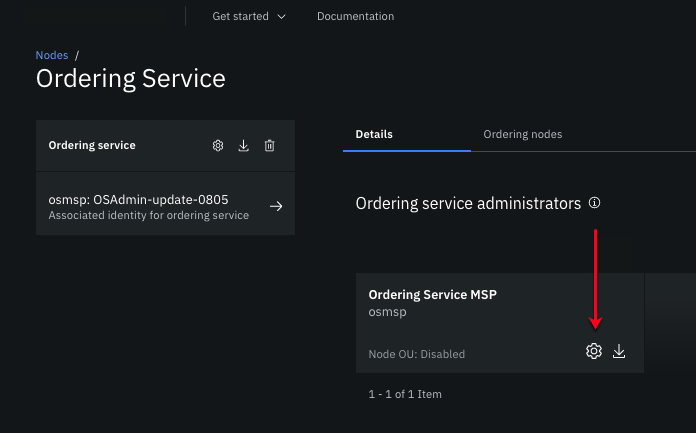 Get started
Documentation
Nodes /
Ordering Service
Ordering service
osmsp: OSAdmin-update-0805
Associated identity for ordering service
Details
Ordering nodes
Ordering service administrators
Ordering Service MSP
osmsp
Node OU: Disabled
1 - 1 of 1 Item